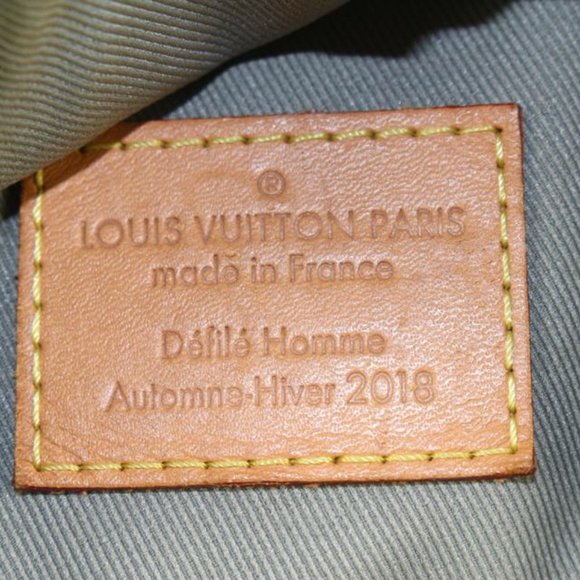 ®
LOUIS VUITTON PARIS
made in France
Défilé Homme
Automne-Hiver 2018